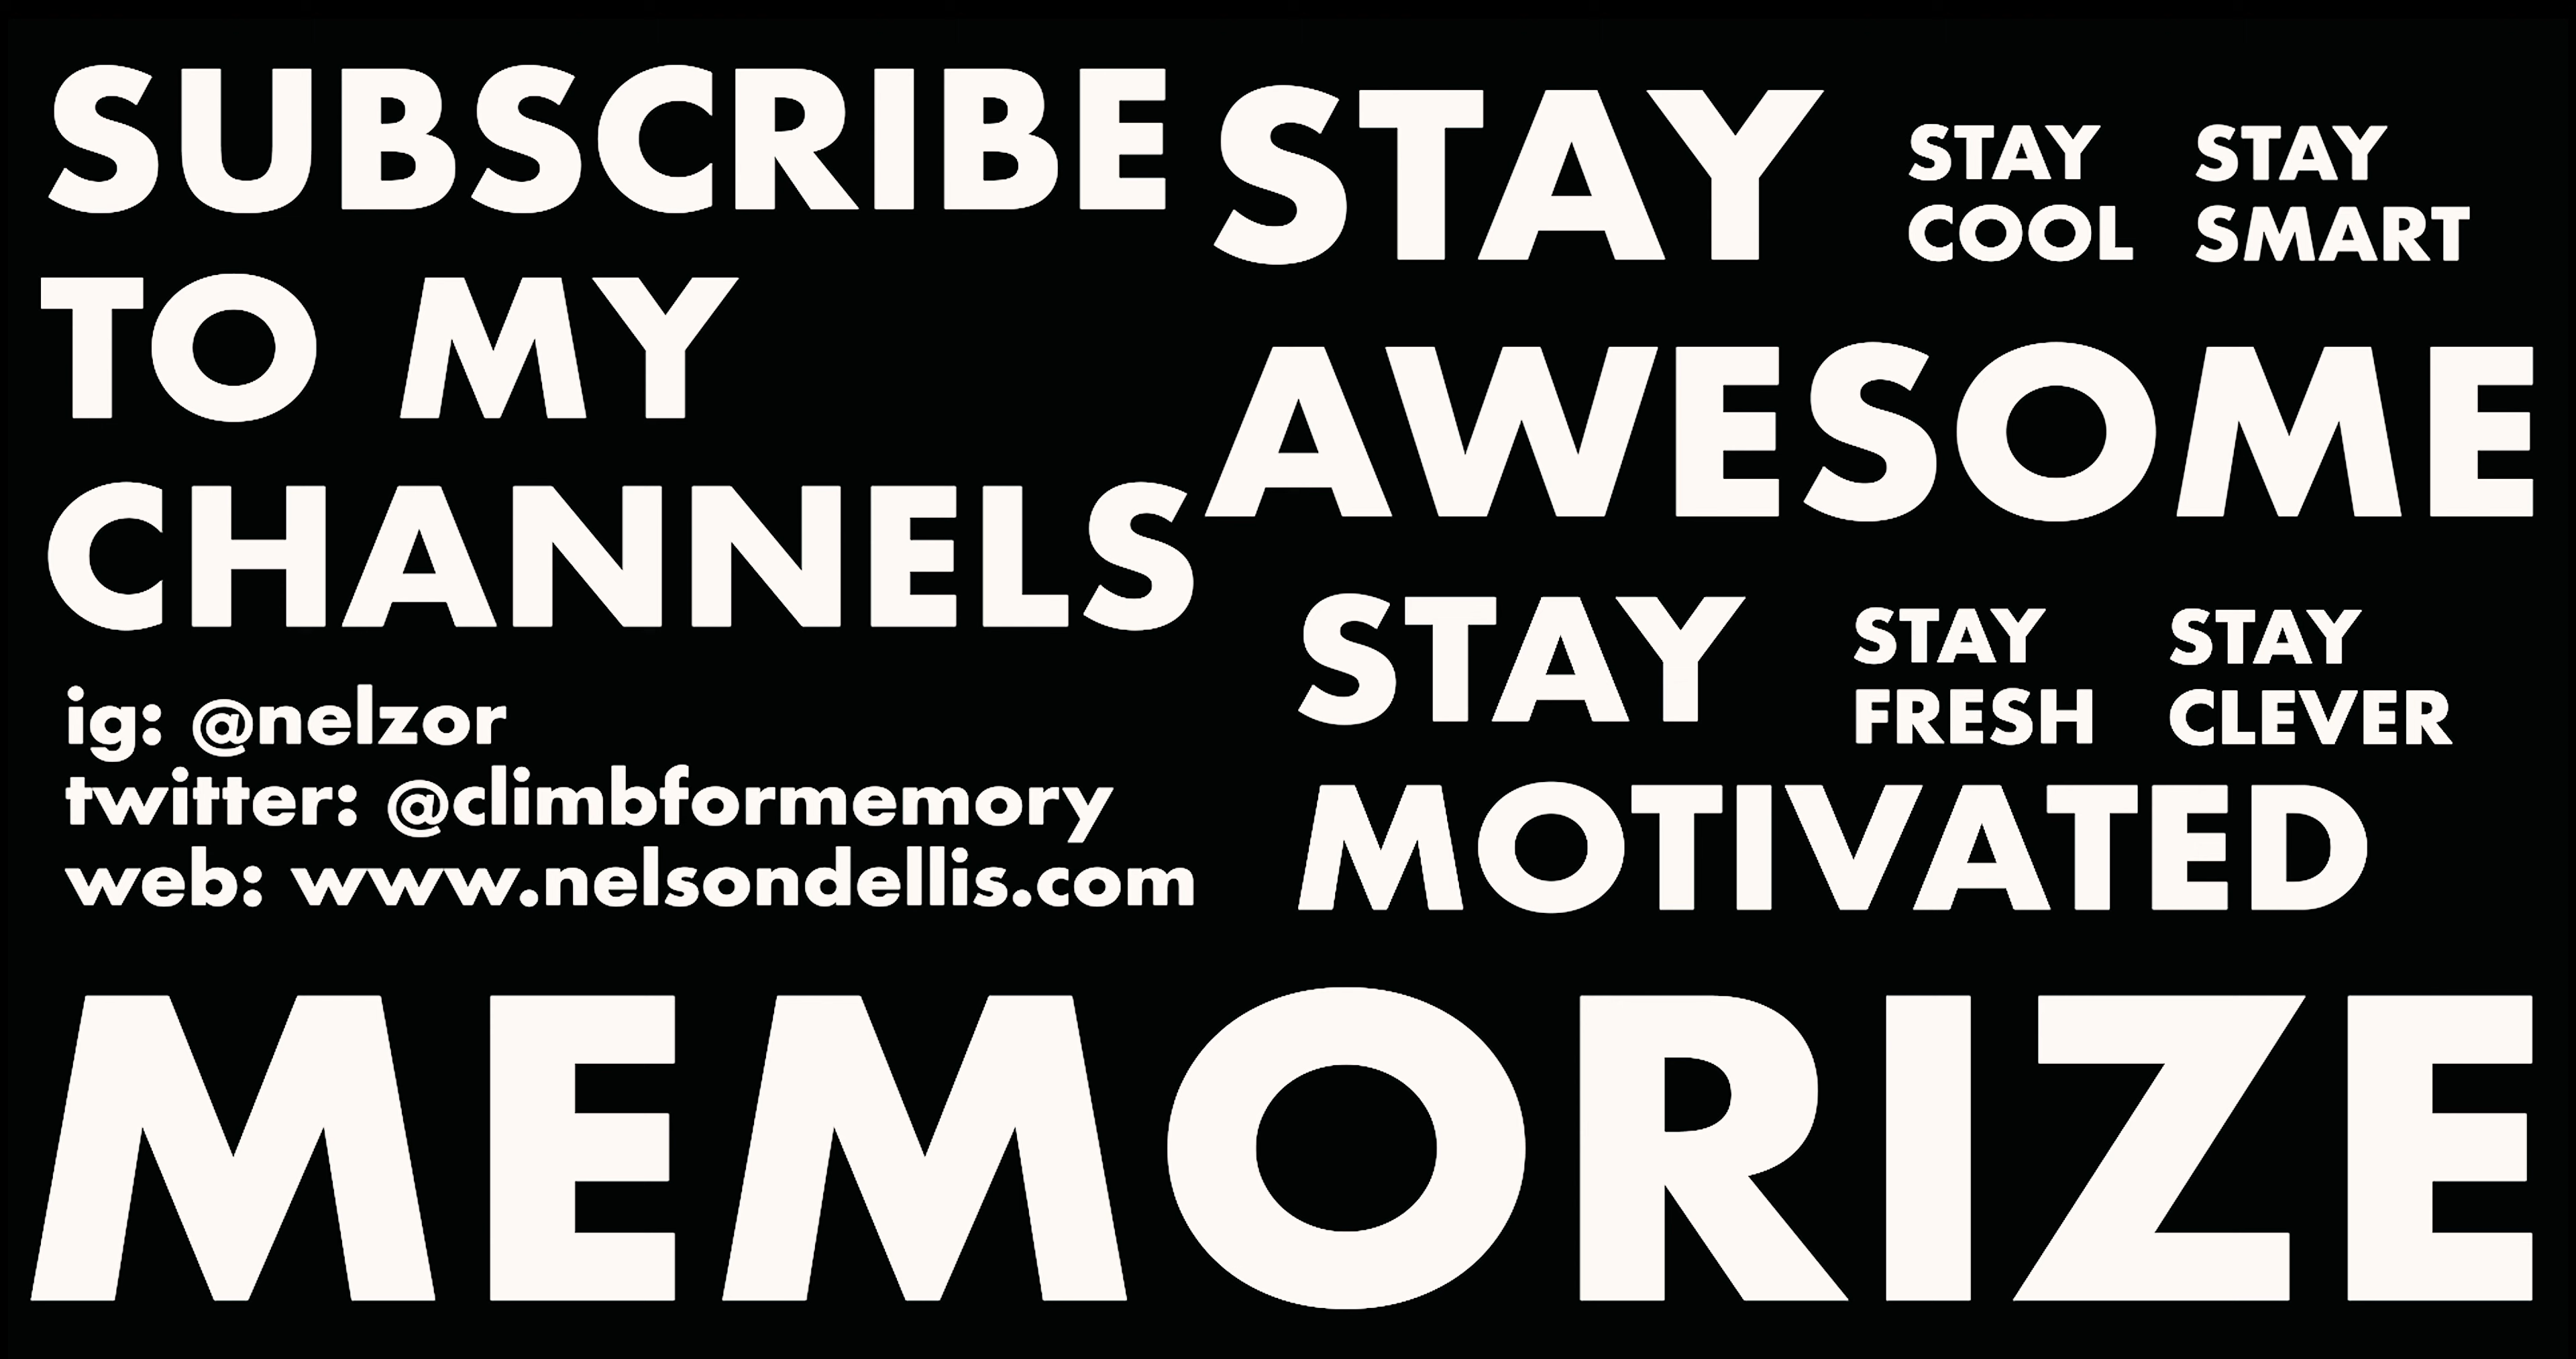 SUBSCRIBE
TO MY
CHANNELS
ig: @nelzor
twitter: @climbformemory
web: www.nelsondellis.com
STAY
AWESOME
STAY
COOL
STAY
SMART
STAY
MOTIVATED
STAY
FRESH
STAY
CLEVER
MEMORIZE